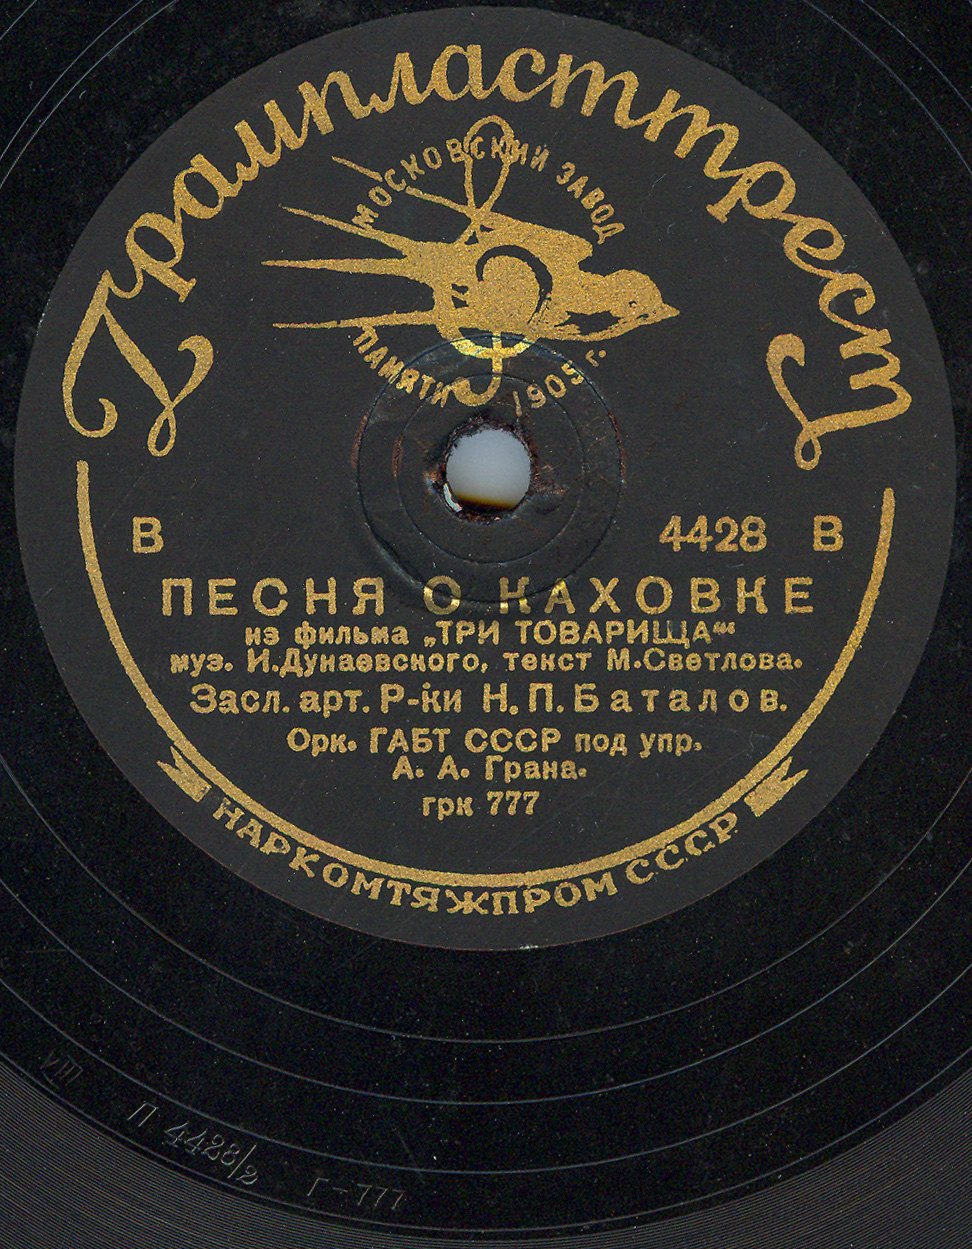 Грампласттрест
МОСКОВСКИЙ ЗАВОД
ПАМЯТИ 1905 г.
В 4428 В
ПЕСНЯ О КАХОВКЕ
из фильма „ТРИ ТОВАРИЩА“
муз. И.Дунаевского, текст М.Светлова.
Засл. арт. Р-ки Н.П.Баталов.
Орк. ГАБТ СССР под упр.
А. А. Грана.
грк 777
НАРКОМТЯЖПРОМ СССР
VIII
П 4428/2
Г-777